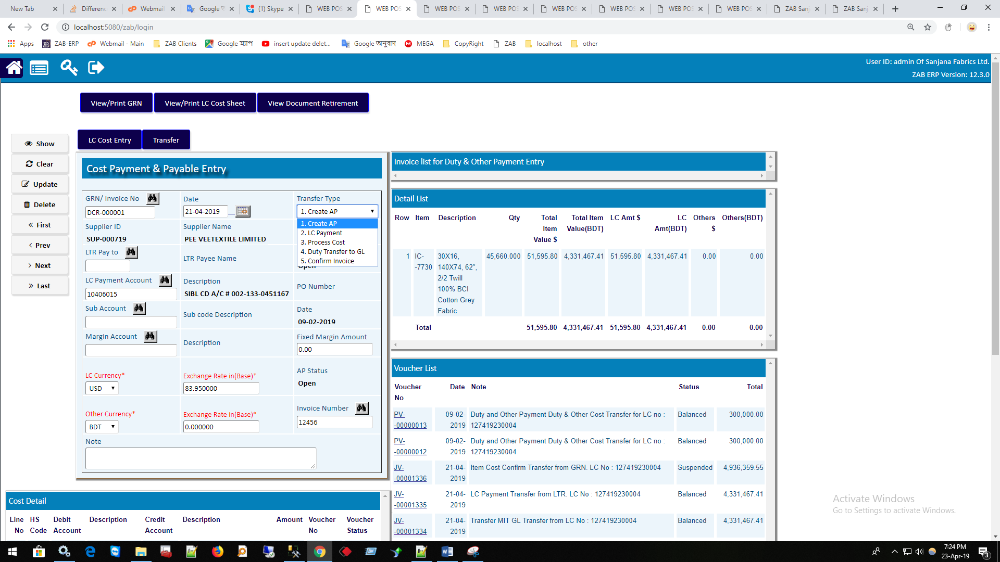 New Tab
Differenc
Webmail
Google
(1) Skype
WEB POS
WEB POS
WEB POS
WEB POS
WEB POS
WEB POS
WEB POS
WEB POS
ZAB Sanj
ZAB Sanj
localhost:5080/zab/login
Apps
ZAB-ERP
Webmail - Main
ZAB Clients
Google ম্যাপ
insert update delet...
Google অনুবাদ
MEGA
CopyRight
ZAB
localhost
other
User ID: admin Of Sanjana Fabrics Ltd.
ZAB ERP Version: 12.3.0
View/Print GRN
View/Print LC Cost Sheet
View Document Retirement
Show
Clear
Update
Delete
« First
‹ Prev
› Next
» Last
LC Cost Entry
Transfer
Cost Payment & Payable Entry
GRN/ Invoice No
Date
Transfer Type
DCR-000001
21-04-2019
1. Create AP
1. Create AP
2. LC Payment
3. Process Cost
4. Duty Transfer to GL
5. Confirm Invoice
Supplier ID
Supplier Name
SUP-000719
PEE VEETEXTILE LIMITED
LTR Pay to
LTR Payee Name
Open
LC Payment Account
Description
PO Number
10406015
SIBL CD A/C # 002-133-0451167
Sub Account
Sub code Description
Date
09-02-2019
Margin Account
Description
Fixed Margin Amount
0.00
LC Currency*
Exchange Rate in(Base)*
AP Status
USD
83.950000
Open
Other Currency*
Exchange Rate in(Base)*
Invoice Number
BDT
0.000000
12456
Note
Cost Detail
Line No
HS Code
Debit Account
Description
Credit Account
Description
Amount
Voucher No
Voucher Status
Invoice list for Duty & Other Payment Entry
Detail List
Row Item Description Qty Total Item Value $ Total Item Value(BDT) LC Amt $ LC Amt(BDT) Others $ Others(BDT)
1 IC--7730 30X16, 140X74, 62", 2/2 Twill 100% BCI Cotton Grey Fabric 45,660.000 51,595.80 4,331,467.41 51,595.80 4,331,467.41 0.00 0.00
Total 51,595.80 4,331,467.41 51,595.80 4,331,467.41 0.00 0.00
Voucher List
Voucher No Date Note Status Total
PV--00000013 09-02-2019 Duty and Other Payment Duty & Other Cost Transfer for LC no : 127419230004 Balanced 300,000.00
PV--00000012 09-02-2019 Duty and Other Payment Duty & Other Cost Transfer for LC no : 127419230004 Balanced 300,000.00
JV--00001336 21-04-2019 Item Cost Confirm Transfer from GRN. LC No : 127419230004 Suspended 4,936,359.55
JV--00001335 21-04-2019 LC Payment Transfer from LTR. LC No : 127419230004 Balanced 4,331,467.41
JV--00001334 21-04-2019 Transfer MIT GL Transfer from LC No : 127419230004 Balanced 4,331,467.41
Activate Windows
Go to Settings to activate Windows.
7:24 PM
23-Apr-19
3